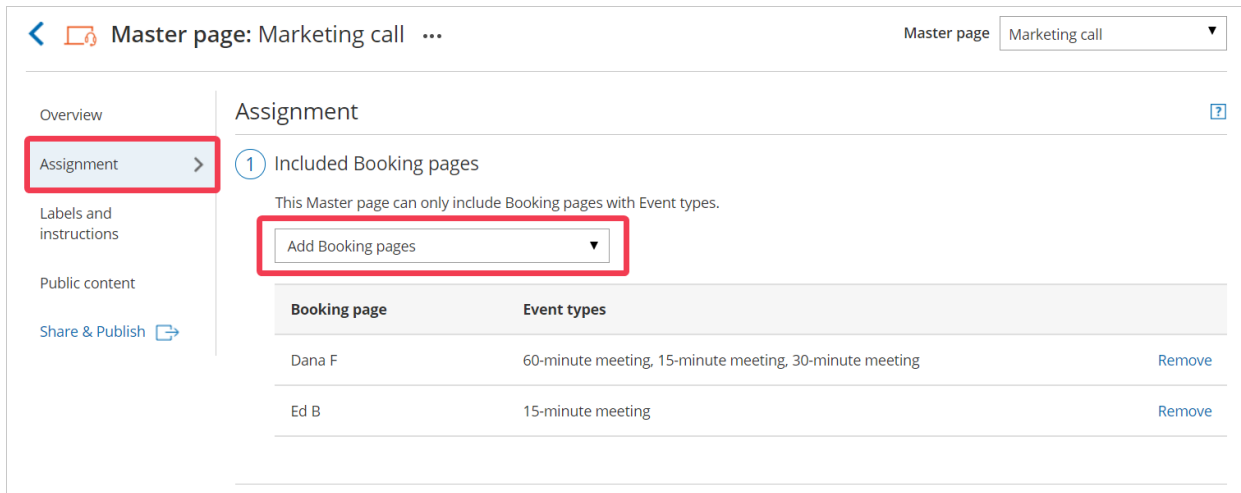 Master page: Marketing call ...
Master page
Marketing call
Overview
Assignment
Labels and
instructions
Public content
Share & Publish
Assignment
?
1 Included Booking pages
This Master page can only include Booking pages with Event types.
Add Booking pages
Booking page Event types
Dana F 60-minute meeting, 15-minute meeting, 30-minute meeting Remove
Ed B 15-minute meeting Remove